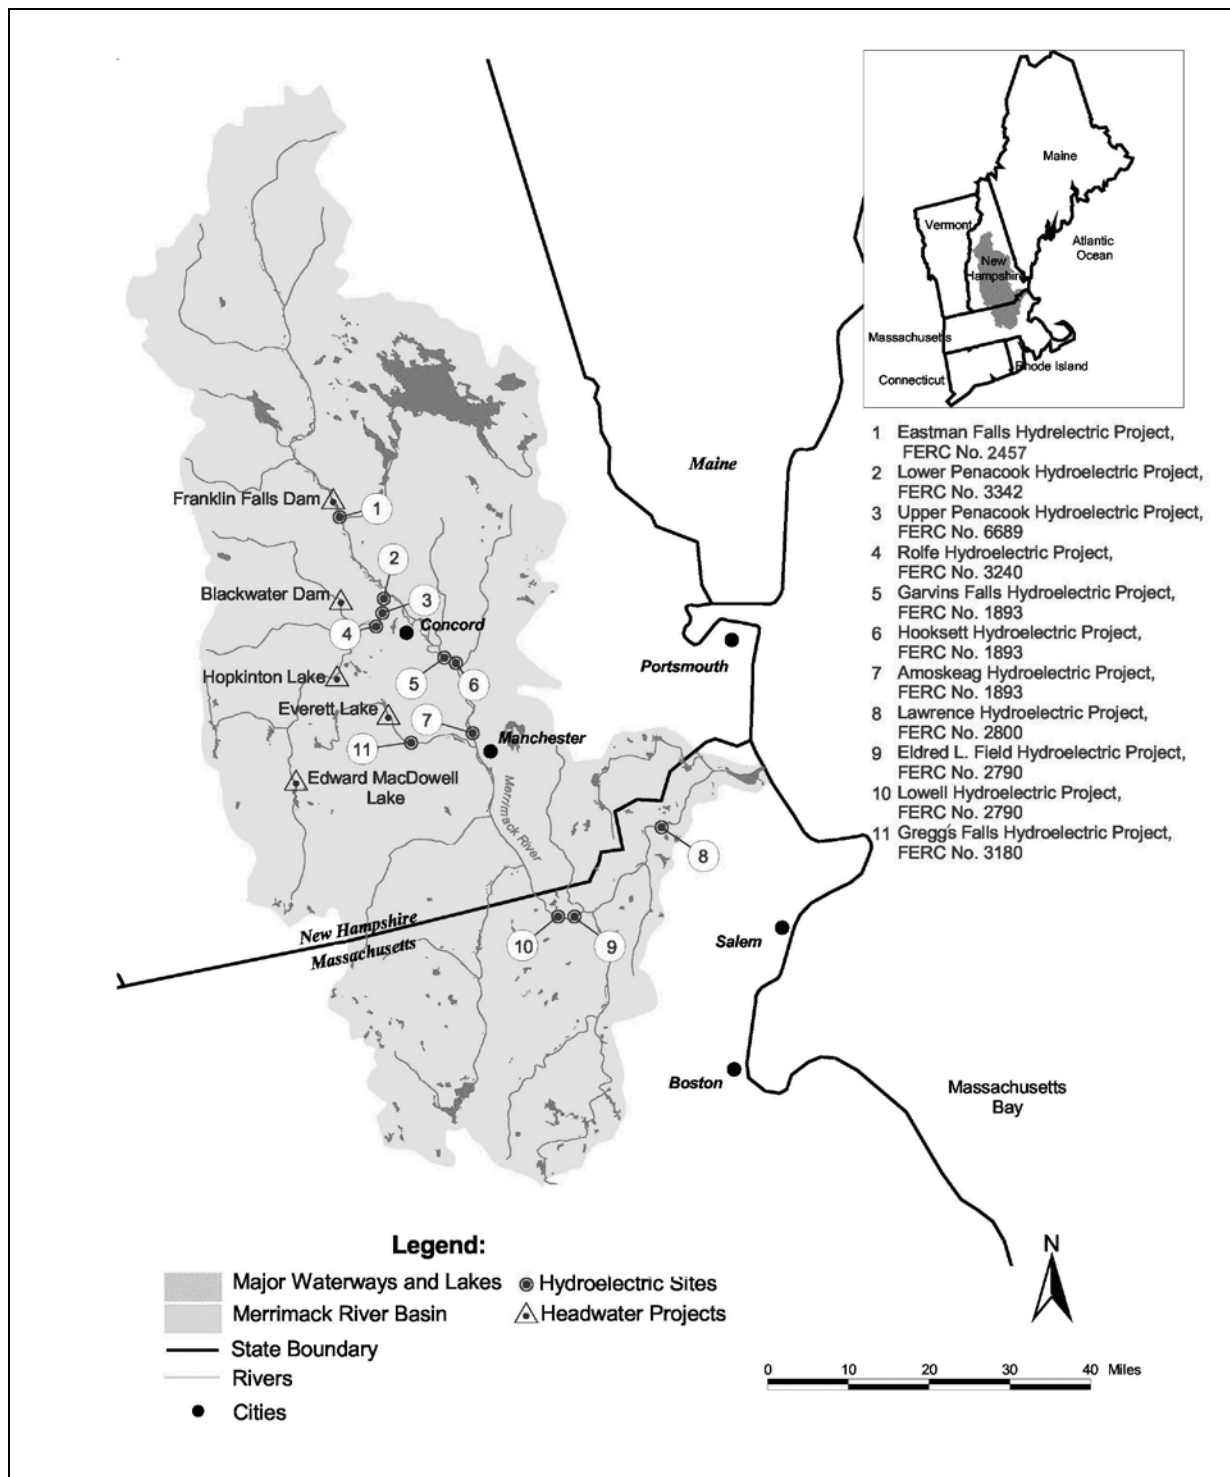 Maine
Vermont
Atlantic
Ocean
New
Hampshire
Massachusetts
Rhode Island
Connecticut
1 Eastman Falls Hydrelectric Project,
FERC No. 2457
2 Lower Penacook Hydroelectric Project,
FERC No. 3342
3 Upper Penacook Hydroelectric Project,
FERC No. 6689
4 Rolfe Hydroelectric Project,
FERC No. 3240
5 Garvins Falls Hydroelectric Project,
FERC No. 1893
6 Hooksett Hydroelectric Project,
FERC No. 1893
7 Amoskeag Hydroelectric Project,
FERC No. 1893
8 Lawrence Hydroelectric Project,
FERC No. 2800
9 Eldred L. Field Hydroelectric Project,
FERC No. 2790
10 Lowell Hydroelectric Project,
FERC No. 2790
11 Gregg's Falls Hydroelectric Project,
FERC No. 3180
Maine
Franklin Falls Dam
1
2
Blackwater Dam
3
4
Concord
Portsmouth
Hopkinton Lake
5
6
Everett Lake
7
Manchester
11
Edward MacDowell
Lake
Merrimack River
8
New Hampshire
Massachusetts
10
9
Salem
Boston
Massachusetts
Bay
Legend:
Major Waterways and Lakes
Hydroelectric Sites
Merrimack River Basin
Headwater Projects
State Boundary
Rivers
Cities
N
0 10 20 30 40 Miles